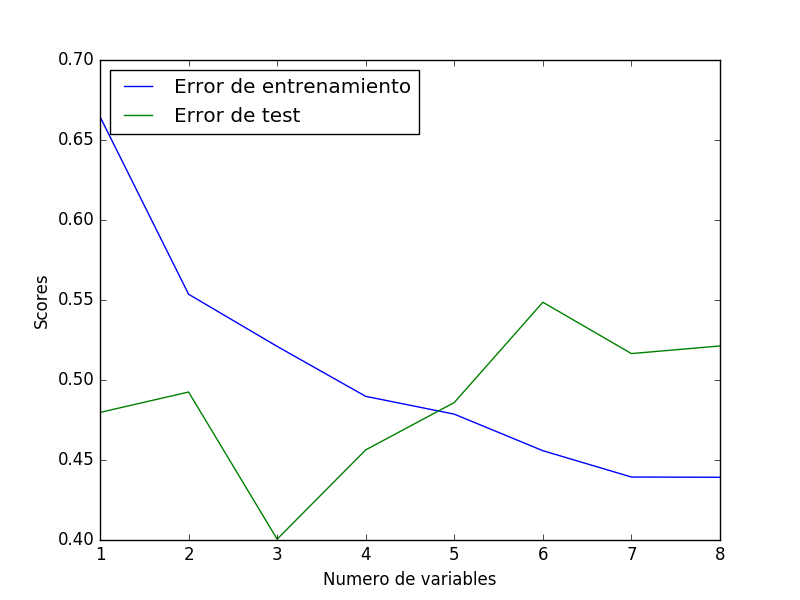 Error de entrenamiento
Error de test
0.70
0.65
0.60
0.55
0.50
0.45
0.40
Scores
1 2 3 4 5 6 7 8
Numero de variables